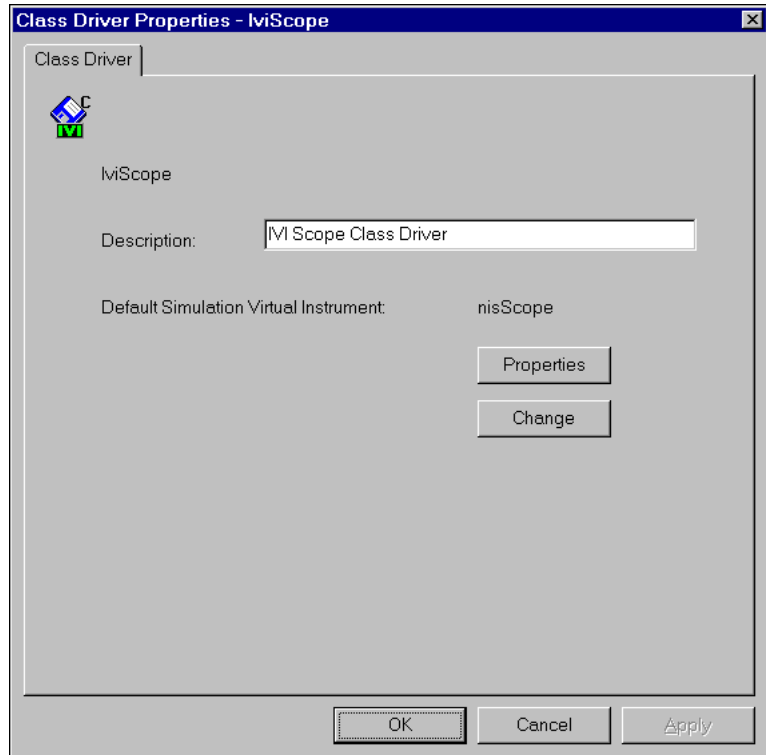 Class Driver Properties - IviScope
Class Driver
C
IVI
IviScope
Description: IVI Scope Class Driver
Default Simulation Virtual Instrument: nisScope
Properties
Change
OK Cancel Apply